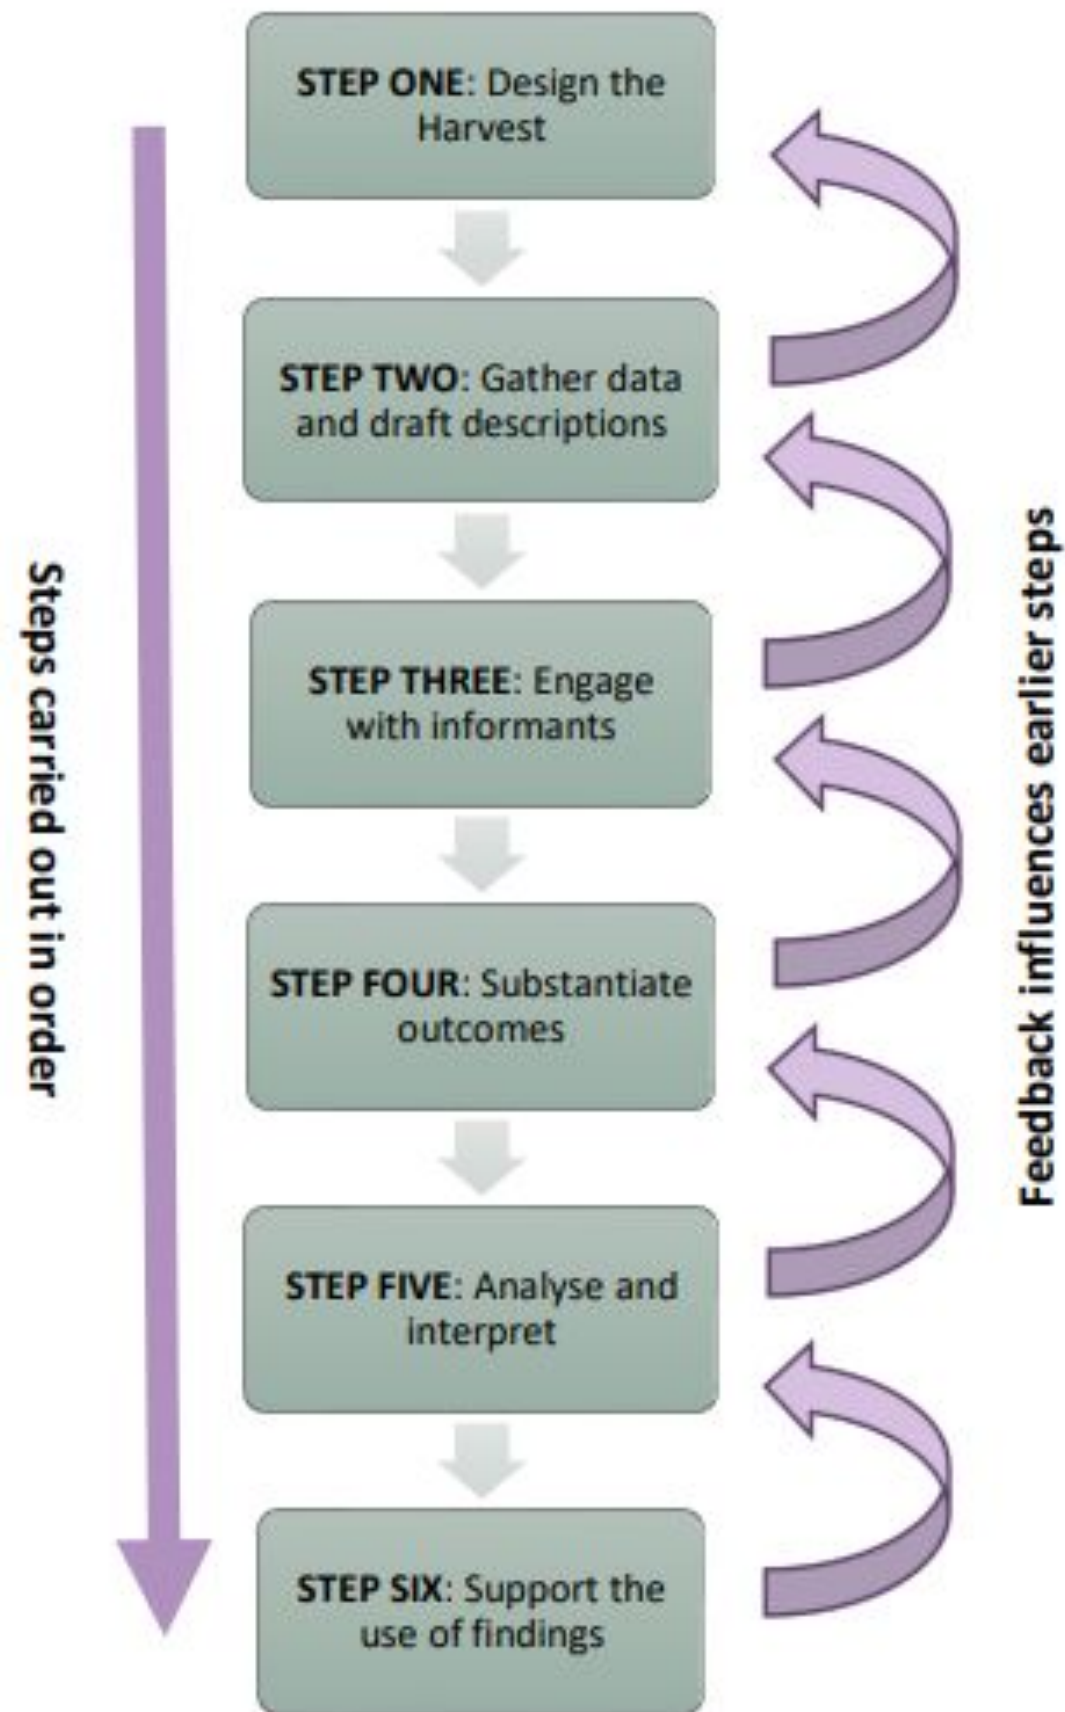 STEP ONE: Design the
Harvest
STEP TWO: Gather data
and draft descriptions
STEP THREE: Engage
with informants
STEP FOUR: Substantiate
outcomes
STEP FIVE: Analyse and
interpret
STEP SIX: Support the
use of findings
Steps carried out in order
Feedback influences earlier steps